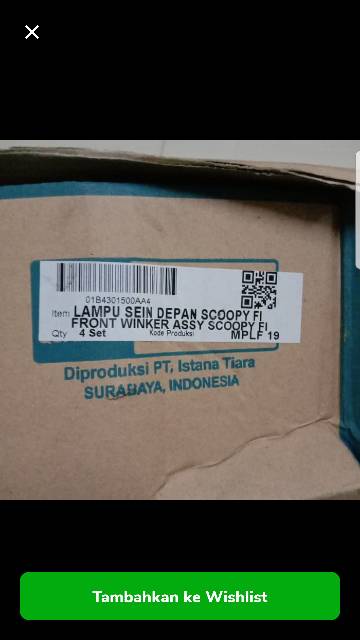 01B4301500AA4
Item LAMPU SEIN DEPAN SCOOPY FI
FRONT WINKER ASSY SCOOPY FI
Qty 4 Set Kode Produksi MPLF 19
Diproduksi PT, Istana Tiara
SURABAYA, INDONESIA
Tambahkan ke Wishlist